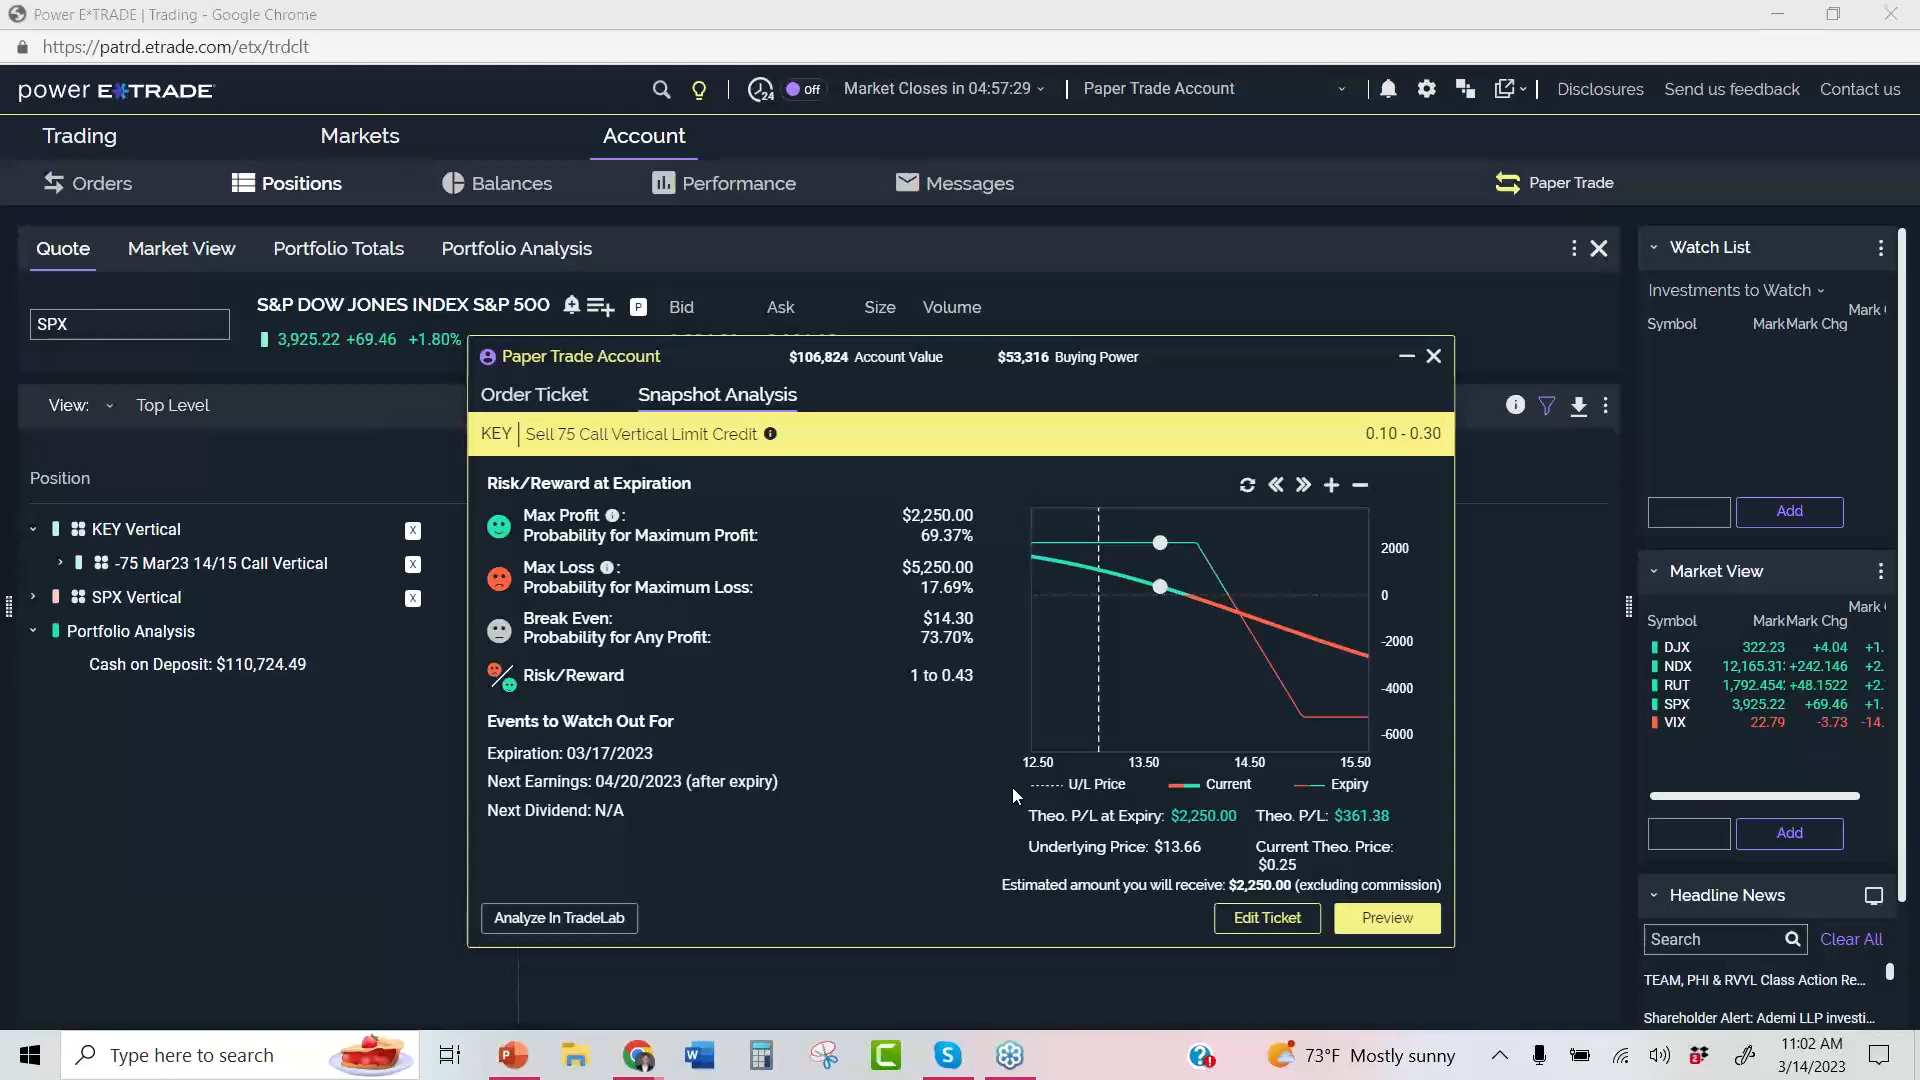 Power E*TRADE | Trading - Google Chrome
https://patrd.etrade.com/etx/trdclt
power E*TRADE
24
Off
Market Closes in 04:57:29
Paper Trade Account
Disclosures
Send us feedback
Contact us
Trading
Markets
Account
Orders
Positions
Balances
Performance
Messages
Paper Trade
Quote
Market View
Portfolio Totals
Portfolio Analysis
SPX
S&P DOW JONES INDEX S&P 500
P
Bid
Ask
Size
Volume
3,925.22 +69.46 +1.80%
View:
Top Level
Position
KEY Vertical
X
-75 Mar23 14/15 Call Vertical
X
SPX Vertical
X
Portfolio Analysis
Cash on Deposit: $110,724.49
Paper Trade Account
$106,824 Account Value
$53,316 Buying Power
Order Ticket
Snapshot Analysis
KEY
Sell 75 Call Vertical Limit Credit
0.10 - 0.30
Risk/Reward at Expiration
Max Profit :
$2,250.00
Probability for Maximum Profit:
69.37%
Max Loss :
$5,250.00
Probability for Maximum Loss:
17.69%
Break Even:
$14.30
Probability for Any Profit:
73.70%
Risk/Reward
1 to 0.43
Events to Watch Out For
Expiration: 03/17/2023
Next Earnings: 04/20/2023 (after expiry)
Next Dividend: N/A
2000
0
-2000
-4000
-6000
12.50
13.50
14.50
15.50
U/L Price
Current
Expiry
Theo. P/L at Expiry: $2,250.00
Theo. P/L: $361.38
Underlying Price: $13.66
Current Theo. Price:
$0.25
Estimated amount you will receive: $2,250.00 (excluding commission)
Analyze In TradeLab
Edit Ticket
Preview
Watch List
Investments to Watch
Mark
Symbol
Mark
Mark Chg
Add
Market View
Mark
Symbol
Mark
Mark Chg
DJX 322.23 +4.04 +1.
NDX 12,165.31 +242.146 +2.
RUT 1,792.454 +48.1522 +2.
SPX 3,925.22 +69.46 +1.
VIX 22.79 -3.73 -14.
Add
Headline News
Search
Clear All
TEAM, PHI & RVYL Class Action Re...
Shareholder Alert: Ademi LLP investi...
Type here to search
73°F Mostly sunny
11:02 AM
3/14/2023